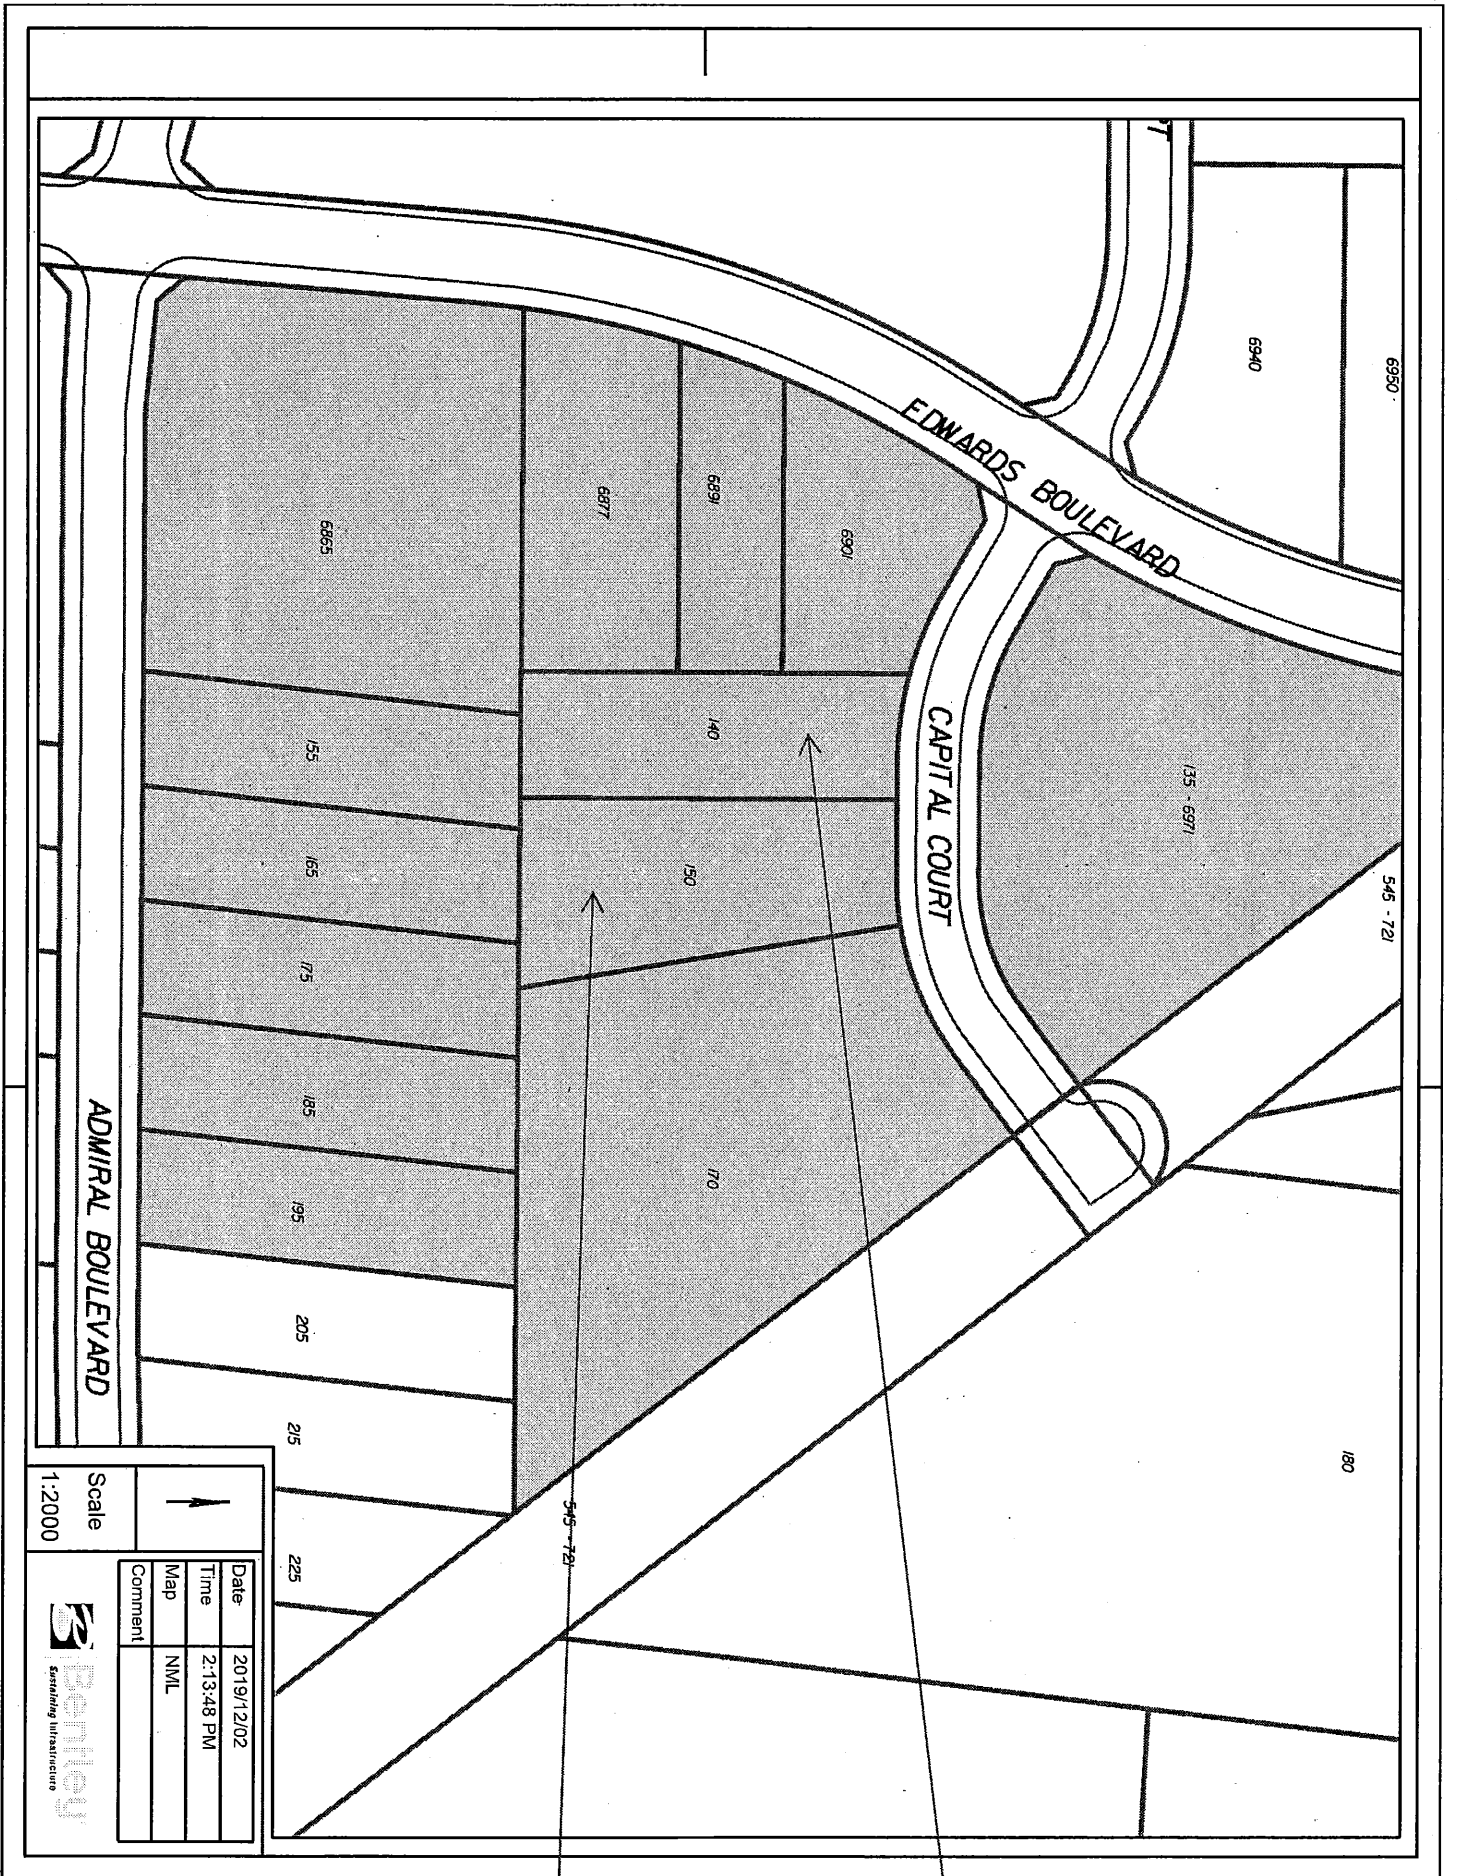 PT
6950
6940
EDWARDS BOULEVARD
545 - 721
135 - 6971
CAPITAL COURT
6901
6891
6877
6865
140
150
170
155
165
175
185
195
205
215
225
180
545 - 721
ADMIRAL BOULEVARD
Scale
1:2000
Date 2019/12/02
Time 2:13:48 PM
Map NML
Comment
Bentley
Sustaining Infrastructure